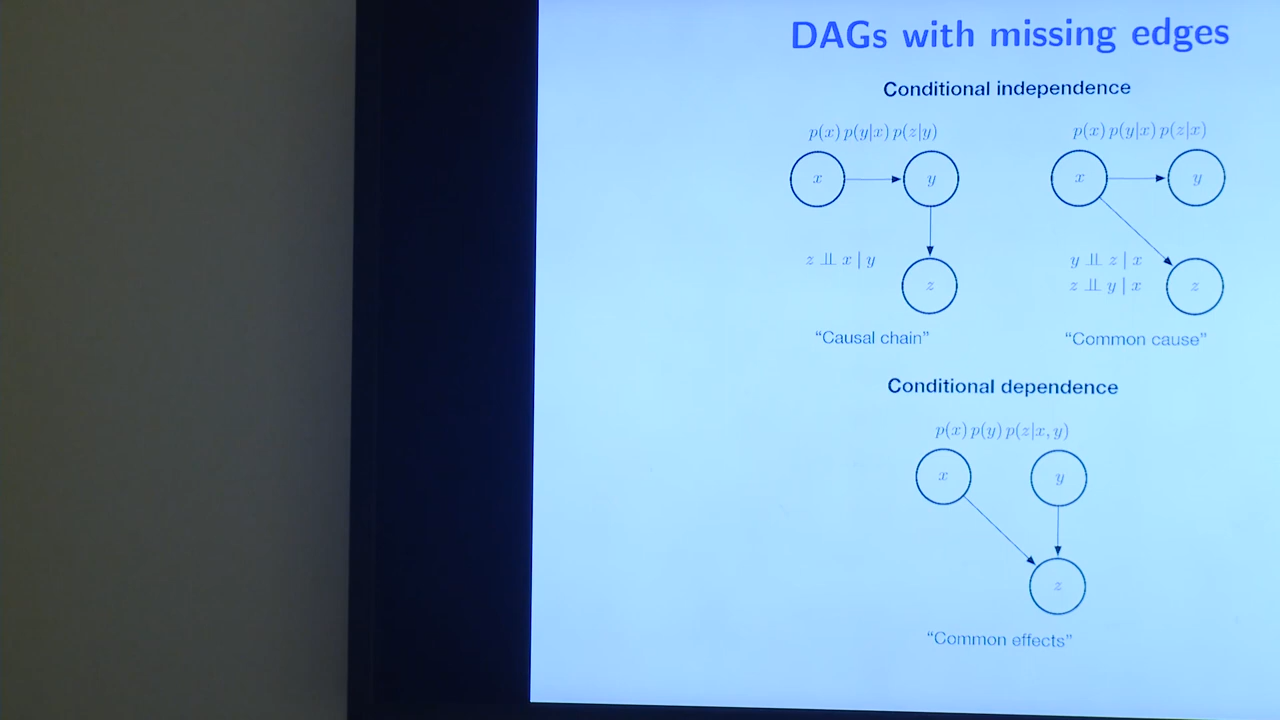 DAGs with missing edges
Conditional independence
p(x) p(y|x) p(z|y)
x
y
z ⫫ x | y
z
“Causal chain”
p(x) p(y|x) p(z|x)
x
y
y ⫫ z | x
z ⫫ y | x
z
“Common cause”
Conditional dependence
p(x) p(y) p(z|x, y)
x
y
z
“Common effects”